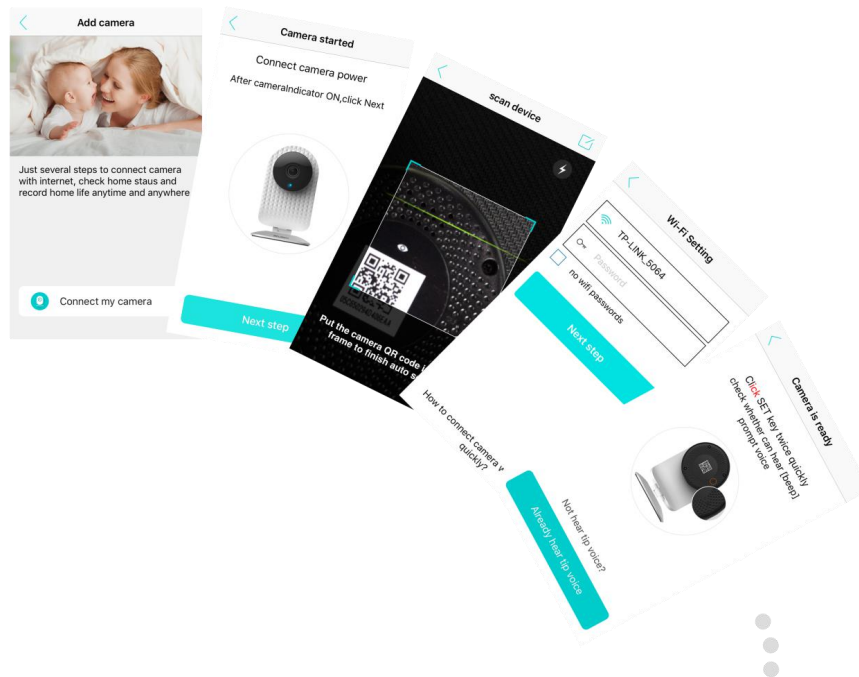 Add camera
Just several steps to connect camera
with internet, check home staus and
record home life anytime and anywhere
Connect my camera
Camera started
Connect camera power
After cameraIndicator ON,click Next
Next step
scan device
Put the camera QR code i
frame to finish auto s
Wi-Fi Setting
TP-LINK_5064
Password
no wifi passwords
Next step
How to connect camera
quickly?
Camera is ready
Click SET key twice quickly
check whether can hear [beep]
prompt voice
Not hear tip voice?
Already hear tip voice